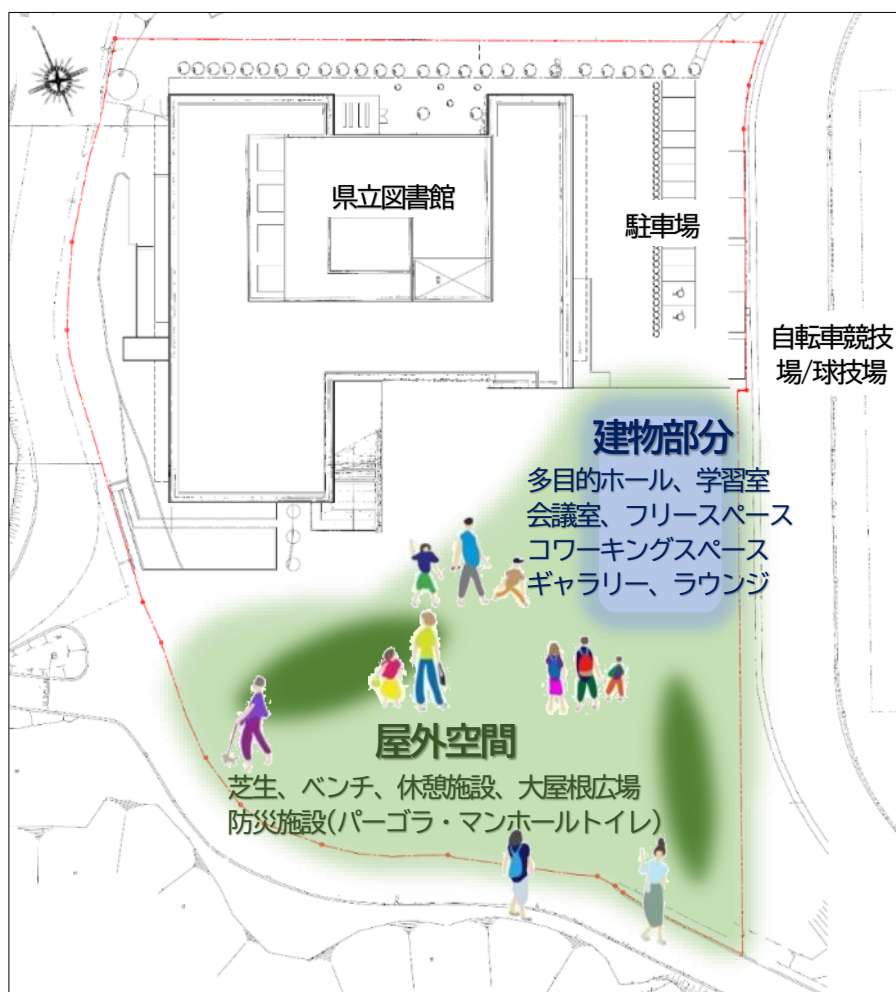 県立図書館
駐車場
自転車競技
場/球技場
建物部分
多目的ホール、学習室
会議室、フリースペース
コワーキングスペース
ギャラリー、ラウンジ
屋外空間
芝生、ベンチ、休憩施設、大屋根広場
防災施設(パーゴラ・マンホールトイレ)